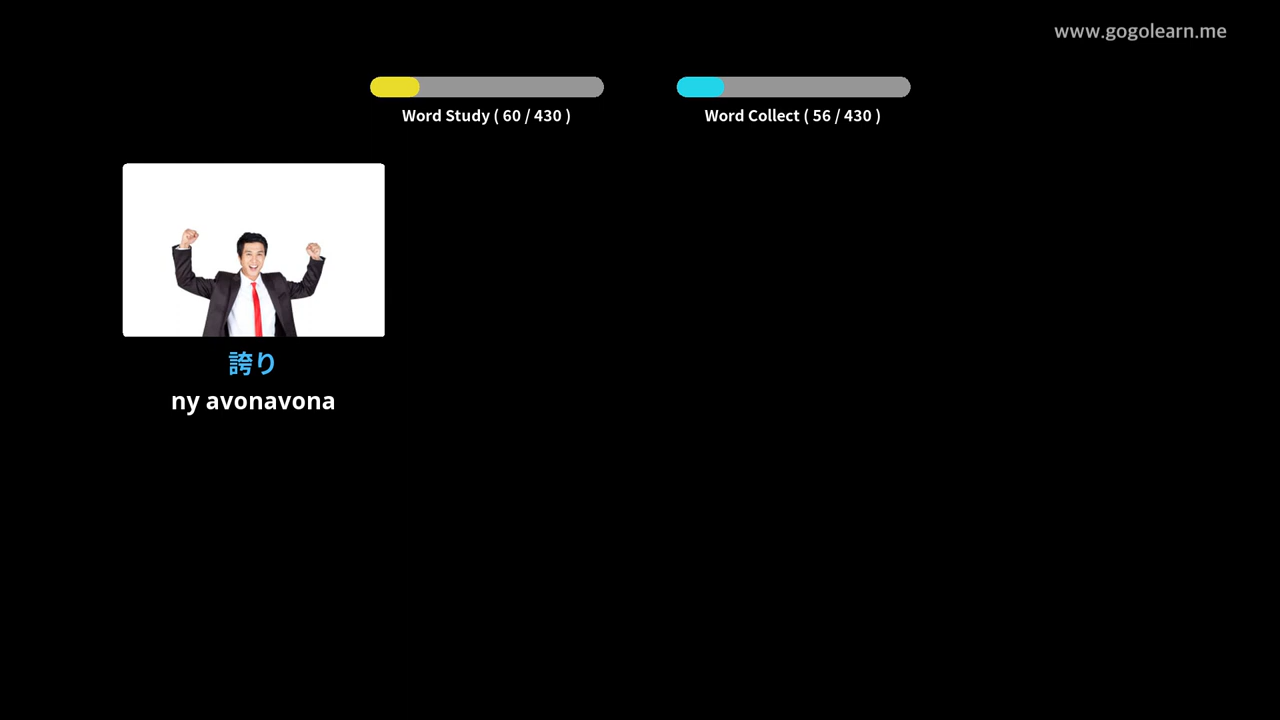 www.gogolearn.me
Word Study ( 60 / 430 )
Word Collect ( 56 / 430 )
誇り
ny avonavona